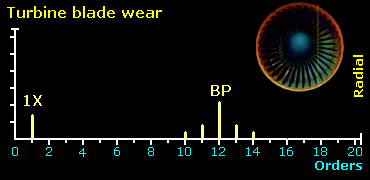 Turbine blade wear
Radial
BP
1X
0 2 4 6 8 10 12 14 16 18 20
Orders